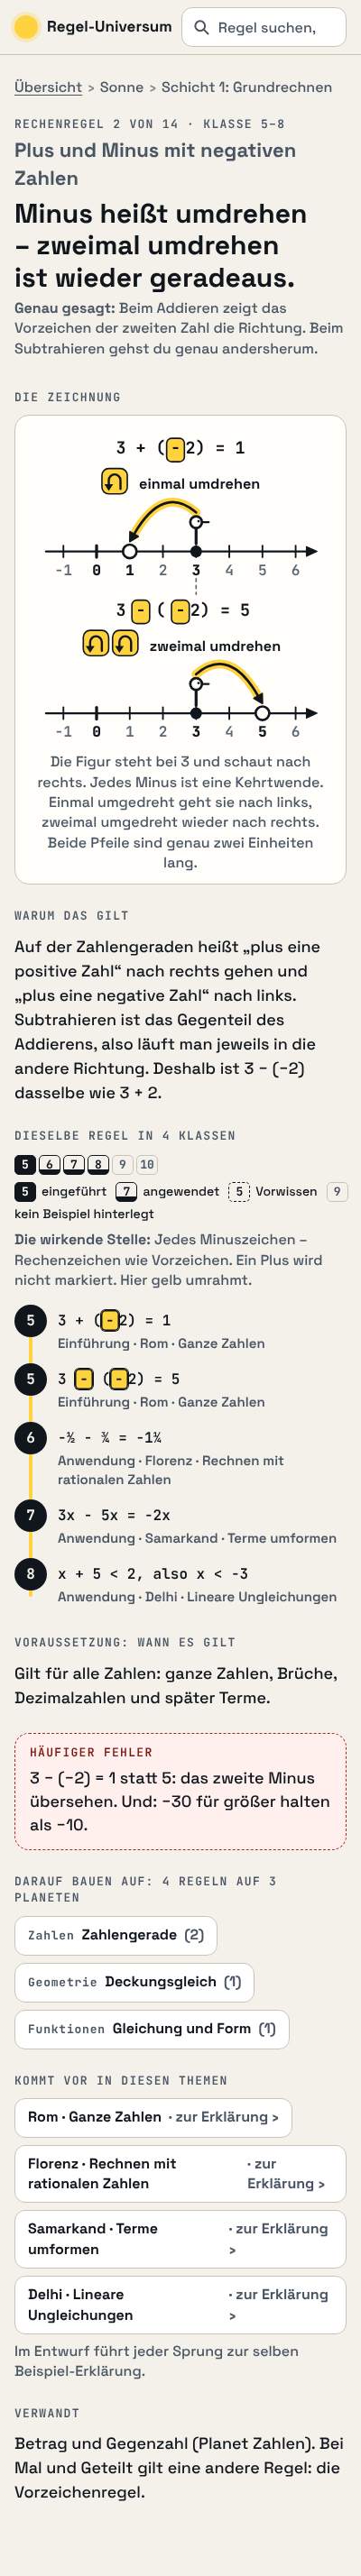 Regel-Universum
Regel suchen,
Übersicht > Sonne > Schicht 1: Grundrechnen
RECHENREGEL 2 VON 14 · KLASSE 5–8
Plus und Minus mit negativen
Zahlen
Minus heißt umdrehen
– zweimal umdrehen
ist wieder geradeaus.
Genau gesagt: Beim Addieren zeigt das
Vorzeichen der zweiten Zahl die Richtung. Beim
Subtrahieren gehst du genau andersherum.
DIE ZEICHNUNG
3 + (-2) = 1
einmal umdrehen
-1 0 1 2 3 4 5 6
3 - (-2) = 5
zweimal umdrehen
-1 0 1 2 3 4 5 6
Die Figur steht bei 3 und schaut nach
rechts. Jedes Minus ist eine Kehrtwende.
Einmal umgedreht geht sie nach links,
zweimal umgedreht wieder nach rechts.
Beide Pfeile sind genau zwei Einheiten
lang.
WARUM DAS GILT
Auf der Zahlengeraden heißt „plus eine
positive Zahl“ nach rechts gehen und
„plus eine negative Zahl“ nach links.
Subtrahieren ist das Gegenteil des
Addierens, also läuft man jeweils in die
andere Richtung. Deshalb ist 3 − (−2)
dasselbe wie 3 + 2.
DIESELBE REGEL IN 4 KLASSEN
5 6 7 8 9 10
5 eingeführt 7 angewendet 5 Vorwissen 9
kein Beispiel hinterlegt
Die wirkende Stelle: Jedes Minuszeichen –
Rechenzeichen wie Vorzeichen. Ein Plus wird
nicht markiert. Hier gelb umrahmt.
5 3 + (-2) = 1
Einführung · Rom · Ganze Zahlen
5 3 - (-2) = 5
Einführung · Rom · Ganze Zahlen
6 -½ - ¾ = -1¼
Anwendung · Florenz · Rechnen mit
rationalen Zahlen
7 3x - 5x = -2x
Anwendung · Samarkand · Terme umformen
8 x + 5 < 2, also x < -3
Anwendung · Delhi · Lineare Ungleichungen
VORAUSSETZUNG: WANN ES GILT
Gilt für alle Zahlen: ganze Zahlen, Brüche,
Dezimalzahlen und später Terme.
HÄUFIGER FEHLER
3 − (−2) = 1 statt 5: das zweite Minus
übersehen. Und: −30 für größer halten
als −10.
DARAUF BAUEN AUF: 4 REGELN AUF 3
PLANETEN
Zahlen Zahlengerade (2)
Geometrie Deckungsgleich (1)
Funktionen Gleichung und Form (1)
KOMMT VOR IN DIESEN THEMEN
Rom · Ganze Zahlen · zur Erklärung >
Florenz · Rechnen mit · zur
rationalen Zahlen Erklärung >
Samarkand · Terme · zur Erklärung
umformen >
Delhi · Lineare · zur Erklärung
Ungleichungen >
Im Entwurf führt jeder Sprung zur selben
Beispiel-Erklärung.
VERWANDT
Betrag und Gegenzahl (Planet Zahlen). Bei
Mal und Geteilt gilt eine andere Regel: die
Vorzeichenregel.